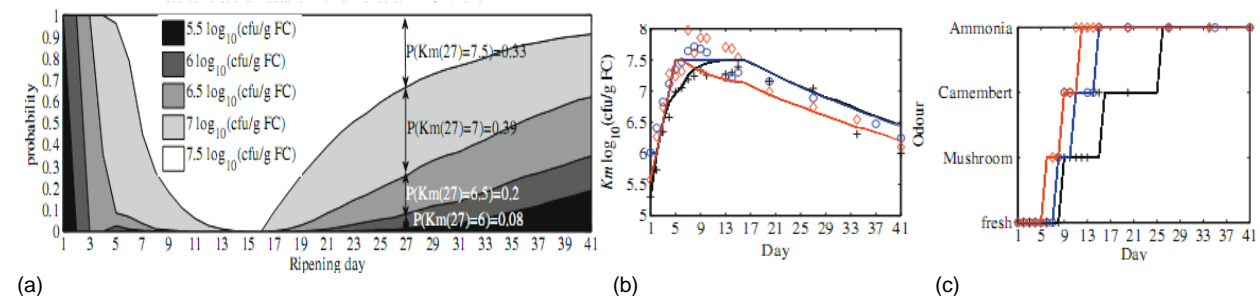 1
0.9
0.8
0.7
0.6
0.5
0.4
0.3
0.2
0.1
0
probability
5.5 log10(cfu/g FC)
6 log10(cfu/g FC)
6.5 log10(cfu/g FC)
7 log10(cfu/g FC)
7.5 log10(cfu/g FC)
P(Km(27)=7.5)=0.33
P(Km(27)=7)=0.39
P(Km(27)=6.5)=0.2
P(Km(27)=6)=0.08
1 3 5 7 9 11 13 15 17 19 21 23 25 27 29 31 33 35 37 39 41
Ripening day
(a)
8
7.5
7
6.5
6
5.5
5
Km log10(cfu/g FC)
1 5 9 13 17 21 25 29 33 37 41
Day
(b)
Odour
Ammonia
Camembert
Mushroom
fresh
1 5 9 13 17 21 25 29 33 37 41
Day
(c)